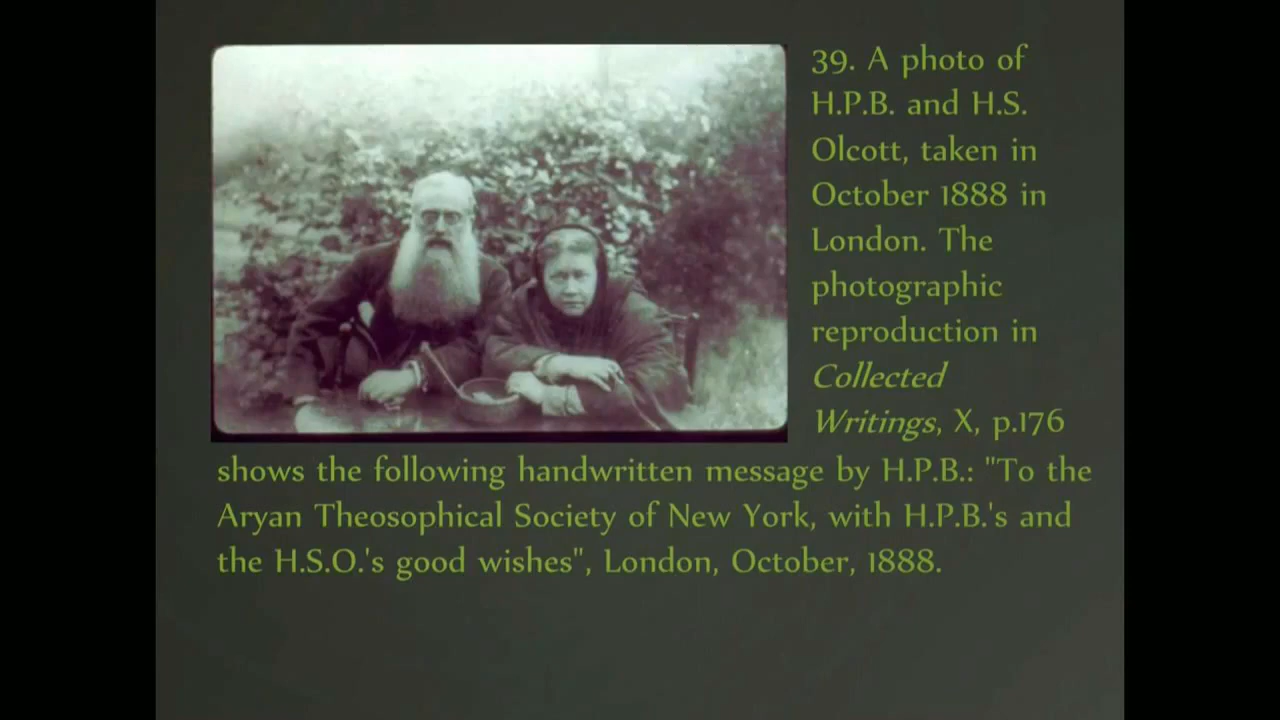 39. A photo of
H.P.B. and H.S.
Olcott, taken in
October 1888 in
London. The
photographic
reproduction in
Collected
Writings, X, p.176
shows the following handwritten message by H.P.B.: "To the
Aryan Theosophical Society of New York, with H.P.B.'s and
the H.S.O.'s good wishes", London, October, 1888.